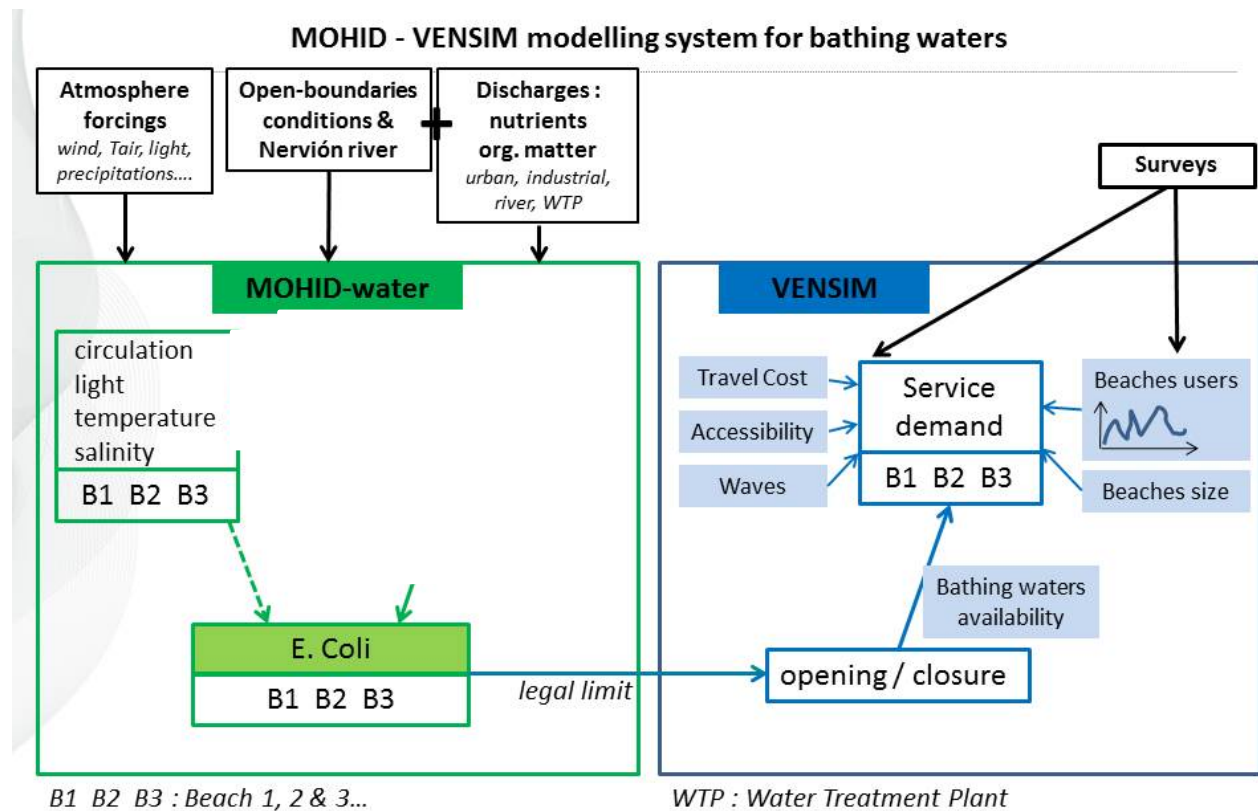 MOHID - VENSIM modelling system for bathing waters
Atmosphere
forcings
wind, Tair, light,
precipitations....
Open-boundaries
conditions &
Nervión river
+
Discharges :
nutrients
org. matter
urban, industrial,
river, WTP
Surveys
MOHID-water
circulation
light
temperature
salinity
B1 B2 B3
E. Coli
B1 B2 B3
legal limit
VENSIM
Travel Cost
Accessibility
Waves
Service
demand
B1 B2 B3
Beaches users
Beaches size
Bathing waters
availability
opening / closure
B1 B2 B3 : Beach 1, 2 & 3...
WTP : Water Treatment Plant